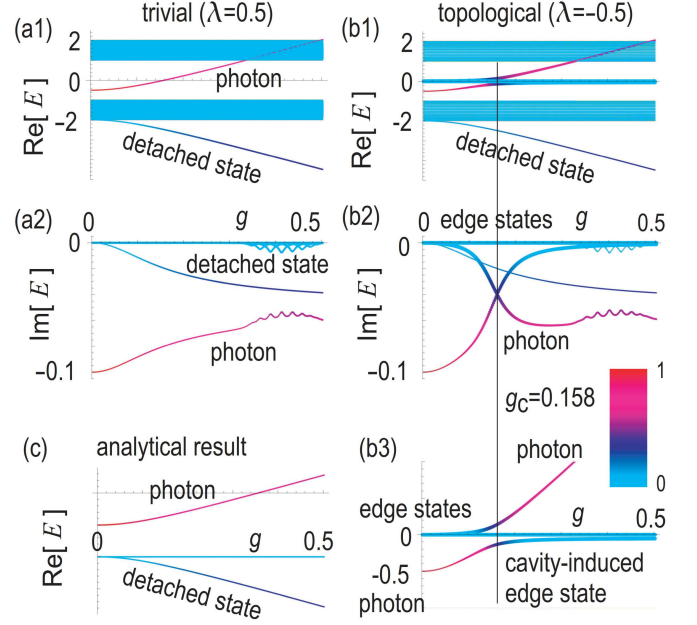 trivial (λ=0.5)
topological (λ=−0.5)
(a1)
2
0
−2
Re[E]
photon
detached state
(b1)
2
0
−2
Re[E]
detached state
(a2)
0
g
0.5
0
−0.1
Im[E]
detached state
photon
(b2)
0
edge states
g
0.5
0
−0.1
Im[E]
photon
1
0
gc=0.158
(c)
analytical result
photon
0
g
0.5
Re[E]
detached state
(b3)
photon
edge states
g
0.5
0
-0.5
photon
cavity-induced
edge state